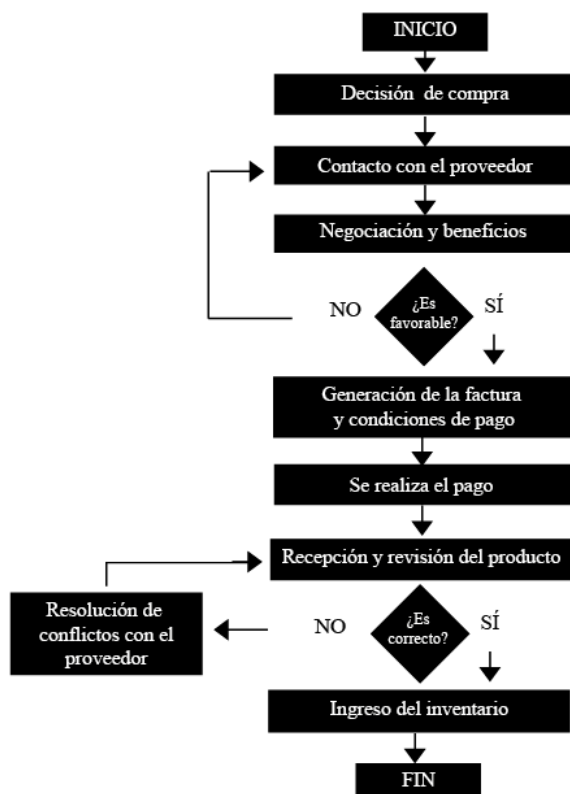 INICIO
Decisión de compra
Contacto con el proveedor
Negociación y beneficios
NO
¿Es
favorable?
SÍ
Generación de la factura
y condiciones de pago
Se realiza el pago
Recepción y revisión del producto
Resolución de
conflictos con el
proveedor
NO
¿Es
correcto?
SÍ
Ingreso del inventario
FIN